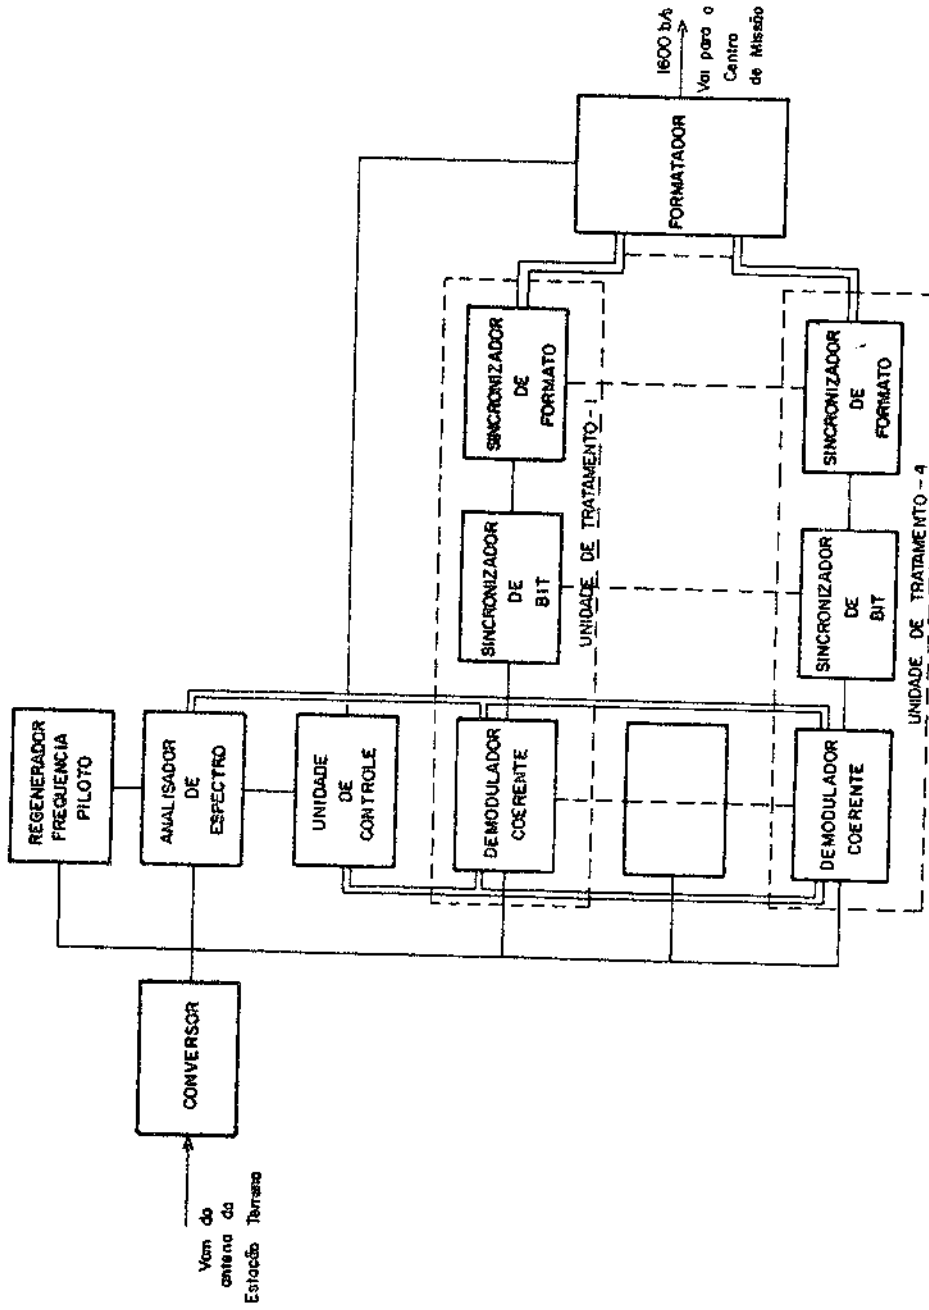 Vem da
antena da
Estação Terrena
CONVERSOR
REGENERADOR
FREQUENCIA
PILOTO
ANALISADOR
DE
ESPECTRO
UNIDADE
DE
CONTROLE
DEMODULADOR
COERENTE
SINCRONIZADOR
DE
BIT
SINCRONIZADOR
DE
FORMATO
UNIDADE DE TRATAMENTO-1
DEMODULADOR
COERENTE
SINCRONIZADOR
DE
BIT
SINCRONIZADOR
DE
FORMATO
UNIDADE DE TRATAMENTO-4
FORMATADOR
1600 b/s
Vai para o
Centro
de Missão